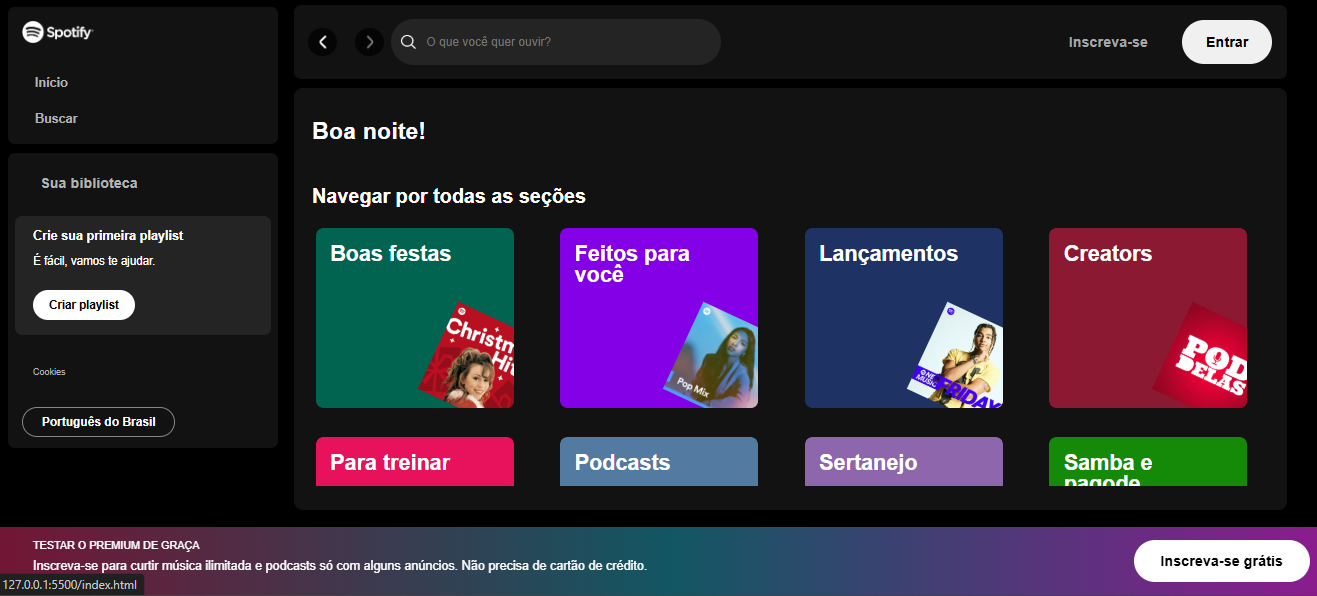 Spotify
Início
Buscar
Sua biblioteca
Crie sua primeira playlist
É fácil, vamos te ajudar.
Criar playlist
Cookies
Português do Brasil
O que você quer ouvir?
Inscreva-se
Entrar
Boa noite!
Navegar por todas as seções
Boas festas
Christm
Hit
Feitos para
você
Pop Mix
Lançamentos
ONE
MUSIC
FRIDAY
Creators
POD
DELAS
Para treinar
Podcasts
Sertanejo
Samba e
pagode
TESTAR O PREMIUM DE GRAÇA
Inscreva-se para curtir música ilimitada e podcasts só com alguns anúncios. Não precisa de cartão de crédito.
Inscreva-se grátis
127.0.0.1:5500/index.html